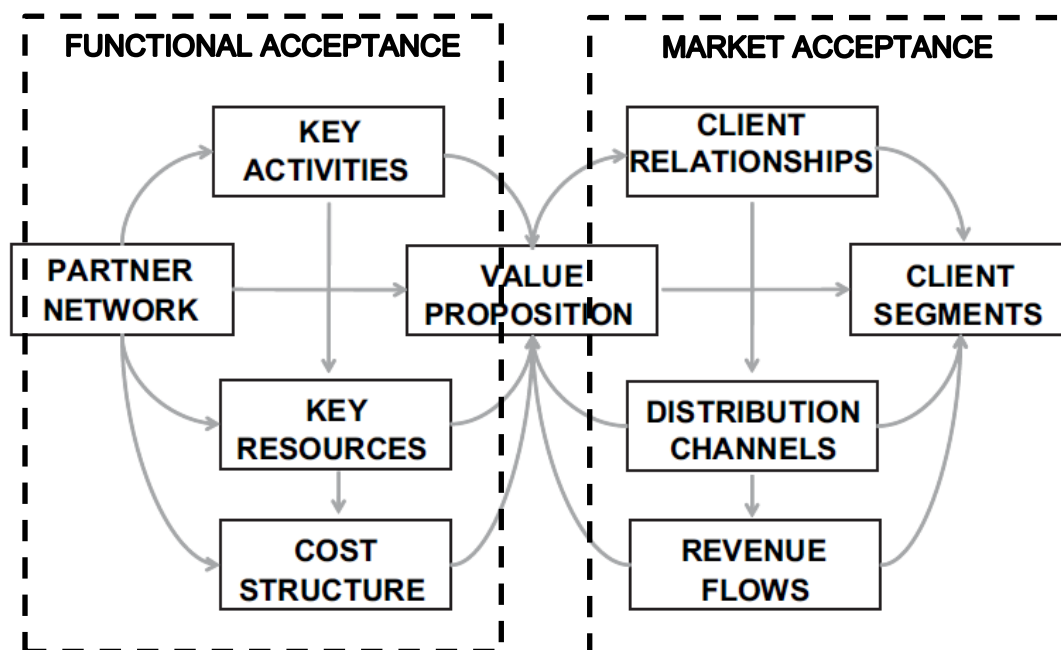 FUNCTIONAL ACCEPTANCE
MARKET ACCEPTANCE
KEY
ACTIVITIES
CLIENT
RELATIONSHIPS
PARTNER
NETWORK
VALUE
PROPOSITION
CLIENT
SEGMENTS
KEY
RESOURCES
DISTRIBUTION
CHANNELS
COST
STRUCTURE
REVENUE
FLOWS